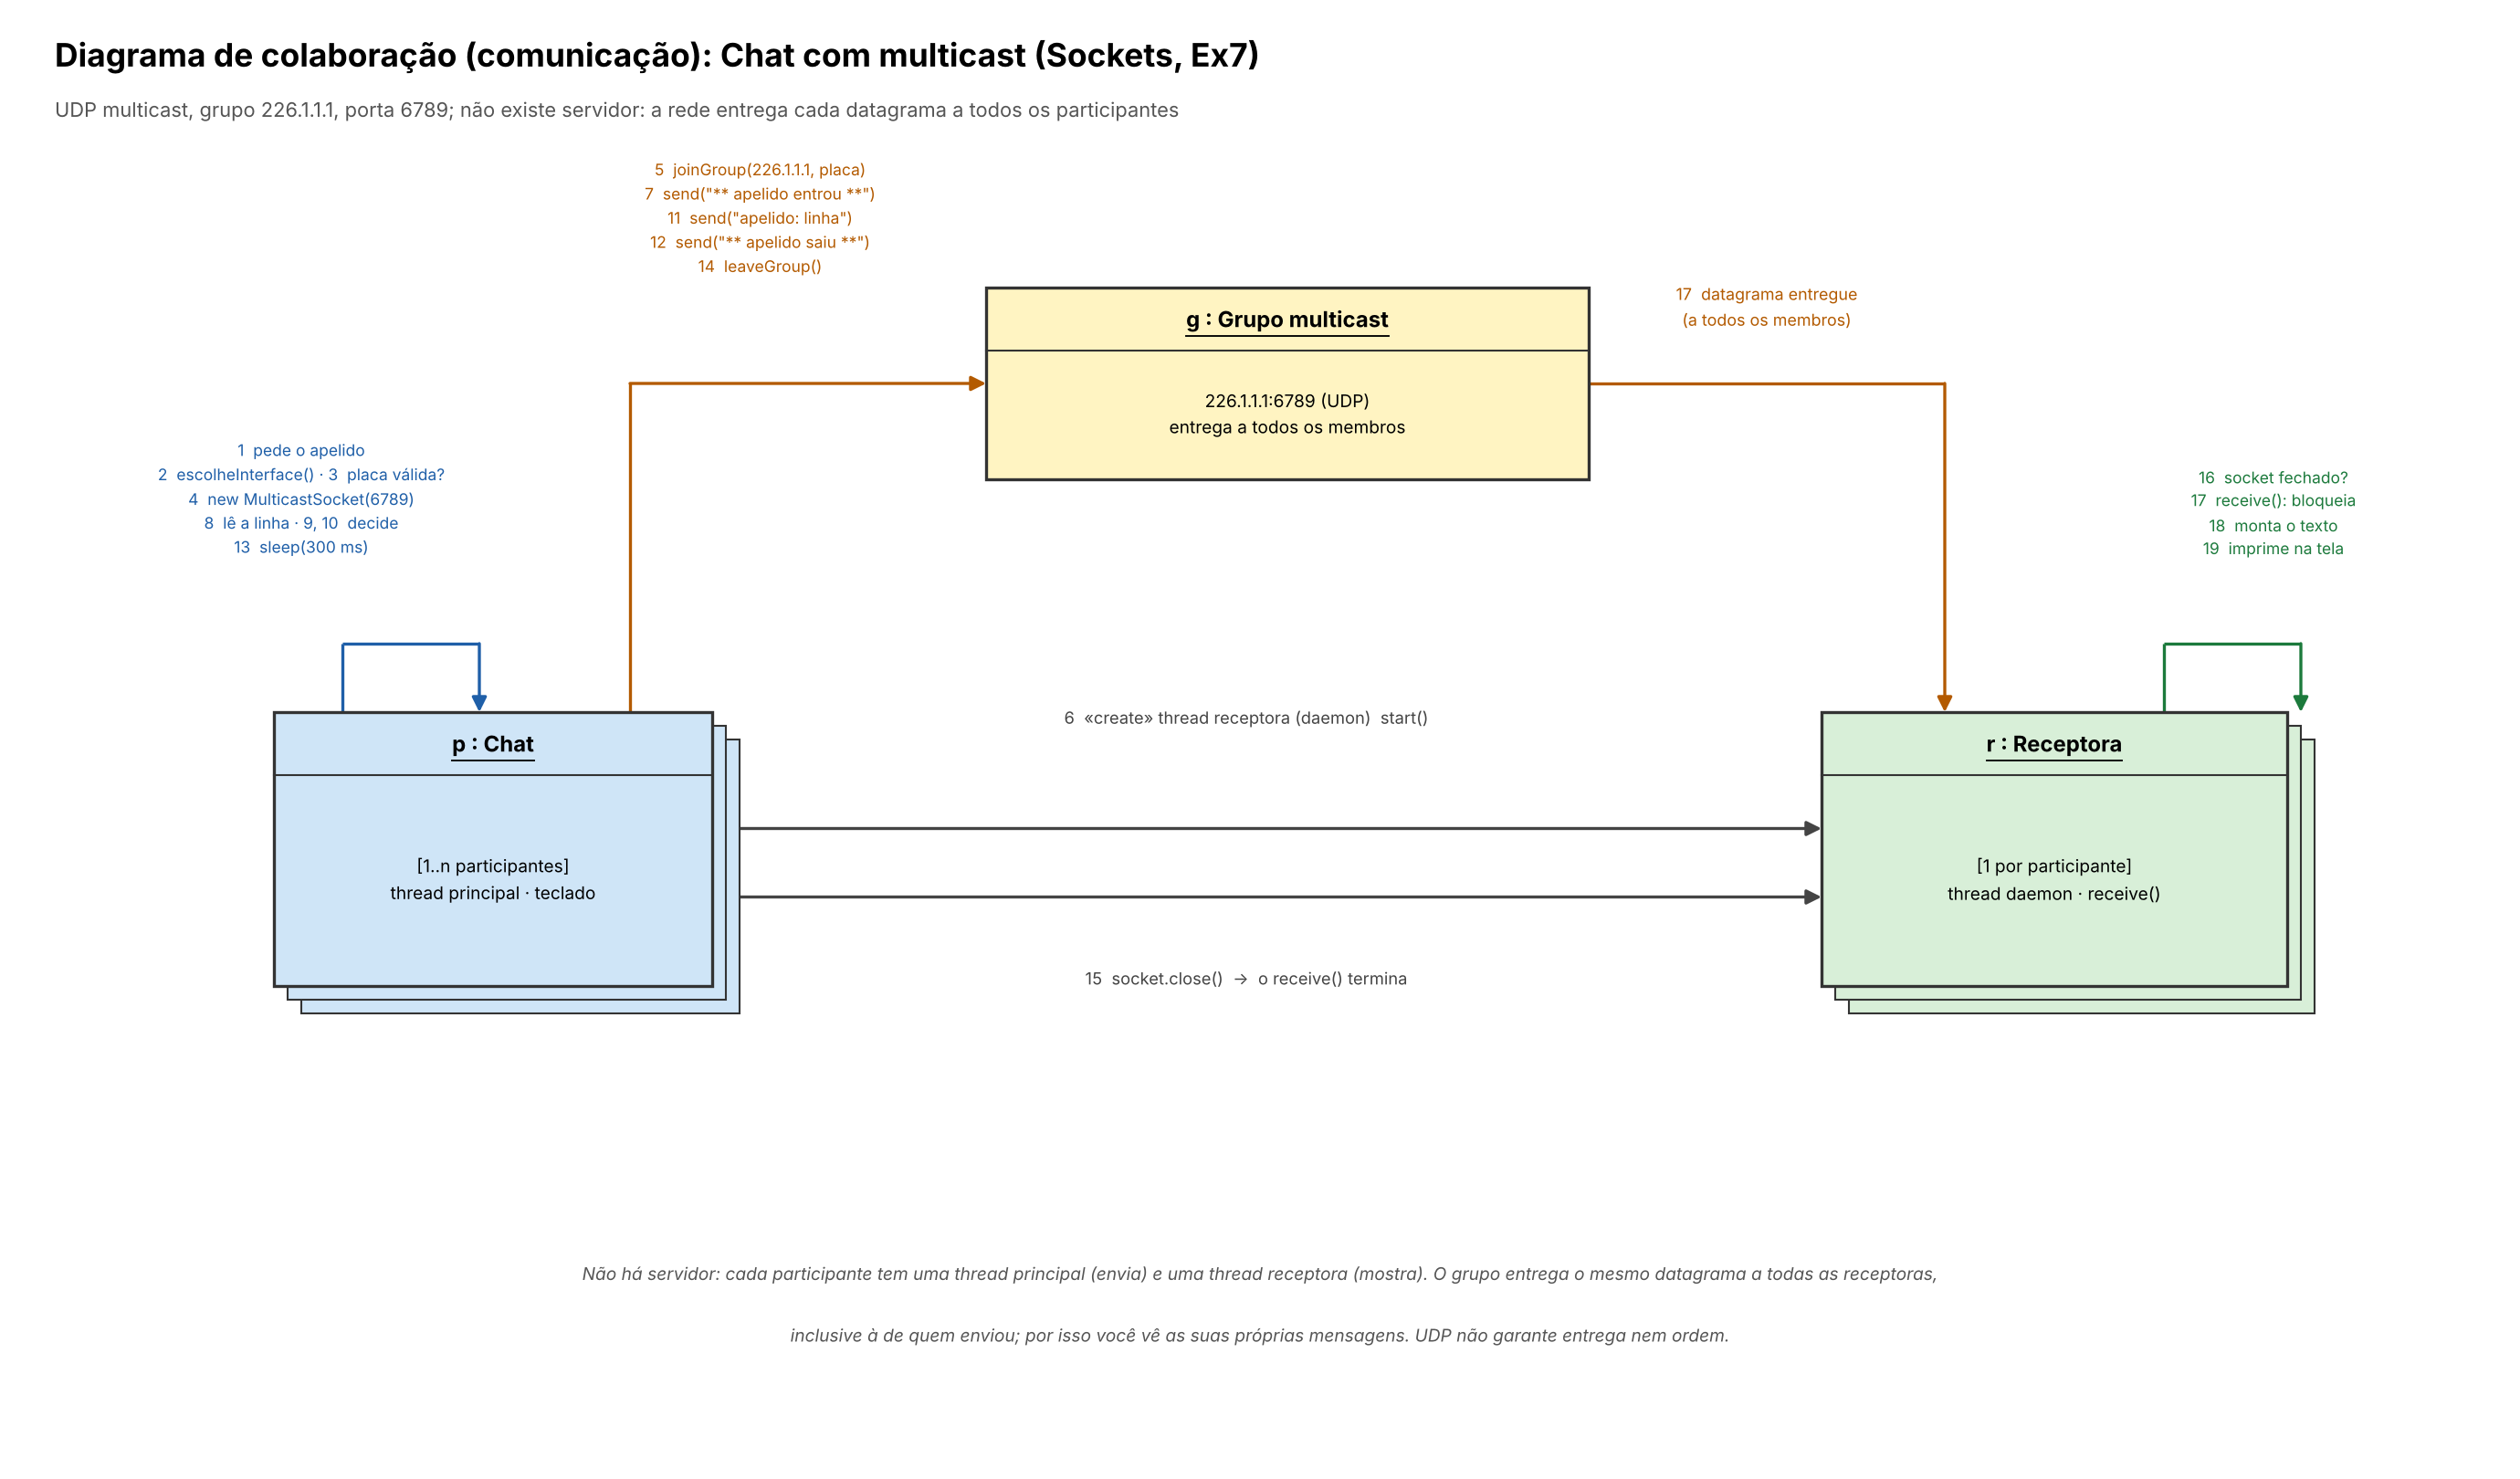 Diagrama de colaboração (comunicação): Chat com multicast (Sockets, Ex7)
UDP multicast, grupo 226.1.1.1, porta 6789; não existe servidor: a rede entrega cada datagrama a todos os participantes
5 joinGroup(226.1.1.1, placa)
7 send("** apelido entrou **")
11 send("apelido: linha")
12 send("** apelido saiu **")
14 leaveGroup()
g : Grupo multicast
226.1.1.1:6789 (UDP)
entrega a todos os membros
17 datagrama entregue
(a todos os membros)
1 pede o apelido
2 escolheInterface() · 3 placa válida?
4 new MulticastSocket(6789)
8 lê a linha · 9, 10 decide
13 sleep(300 ms)
16 socket fechado?
17 receive(): bloqueia
18 monta o texto
19 imprime na tela
6 «create» thread receptora (daemon) start()
p : Chat
[1..n participantes]
thread principal · teclado
r : Receptora
[1 por participante]
thread daemon · receive()
15 socket.close() → o receive() termina
Não há servidor: cada participante tem uma thread principal (envia) e uma thread receptora (mostra). O grupo entrega o mesmo datagrama a todas as receptoras,
inclusive à de quem enviou; por isso você vê as suas próprias mensagens. UDP não garante entrega nem ordem.